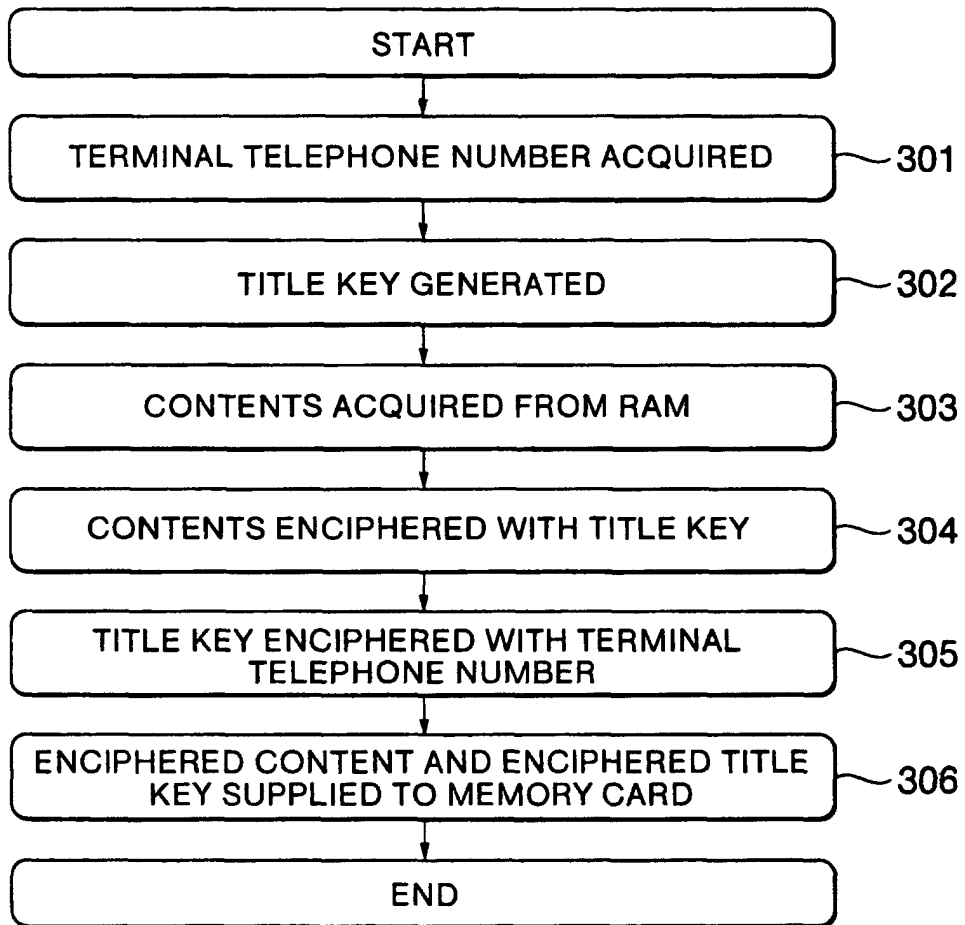 START
TERMINAL TELEPHONE NUMBER ACQUIRED
301
TITLE KEY GENERATED
302
CONTENTS ACQUIRED FROM RAM
303
CONTENTS ENCIPHERED WITH TITLE KEY
304
TITLE KEY ENCIPHERED WITH TERMINAL
TELEPHONE NUMBER
305
ENCIPHERED CONTENT AND ENCIPHERED TITLE
KEY SUPPLIED TO MEMORY CARD
306
END